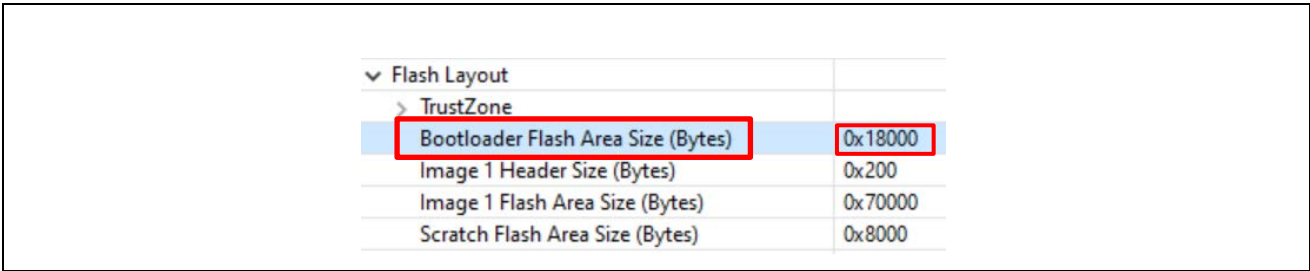 Flash Layout
TrustZone
Bootloader Flash Area Size (Bytes) 0x18000
Image 1 Header Size (Bytes) 0x200
Image 1 Flash Area Size (Bytes) 0x70000
Scratch Flash Area Size (Bytes) 0x8000